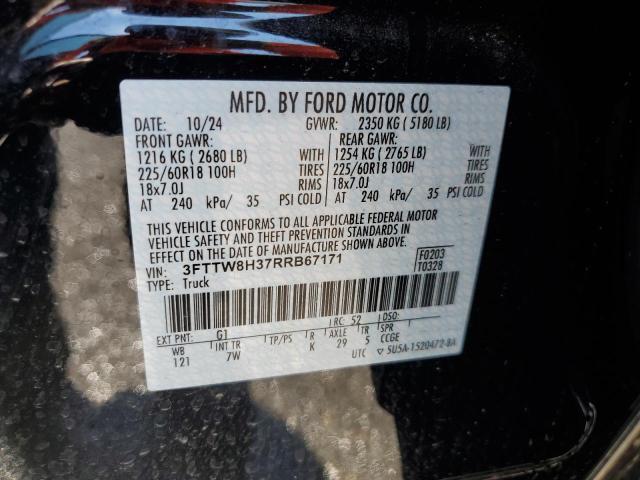 MFD. BY FORD MOTOR CO.
DATE: 10/24 GVWR: 2350 KG ( 5180 LB)
FRONT GAWR: REAR GAWR:
1216 KG ( 2680 LB) WITH 1254 KG ( 2765 LB) WITH
225/60R18 100H TIRES 225/60R18 100H TIRES
18x7.0J RIMS 18x7.0J RIMS
AT 240 kPa/ 35 PSI COLD AT 240 kPa/ 35 PSI COLD
THIS VEHICLE CONFORMS TO ALL APPLICABLE FEDERAL MOTOR
VEHICLE SAFETY AND THEFT PREVENTION STANDARDS IN
EFFECT ON THE DATE OF MANUFACTURE SHOWN ABOVE.
VIN: 3FTTW8H37RRB67171 F0203
TYPE: Truck T0328
EXT PNT: G1 RC: 52 DSO:
WB INT TR TP/PS R AXLE TR SPR
121 7W K 29 5 CCGE
UTC ▽ 5U5A-1520472-BA